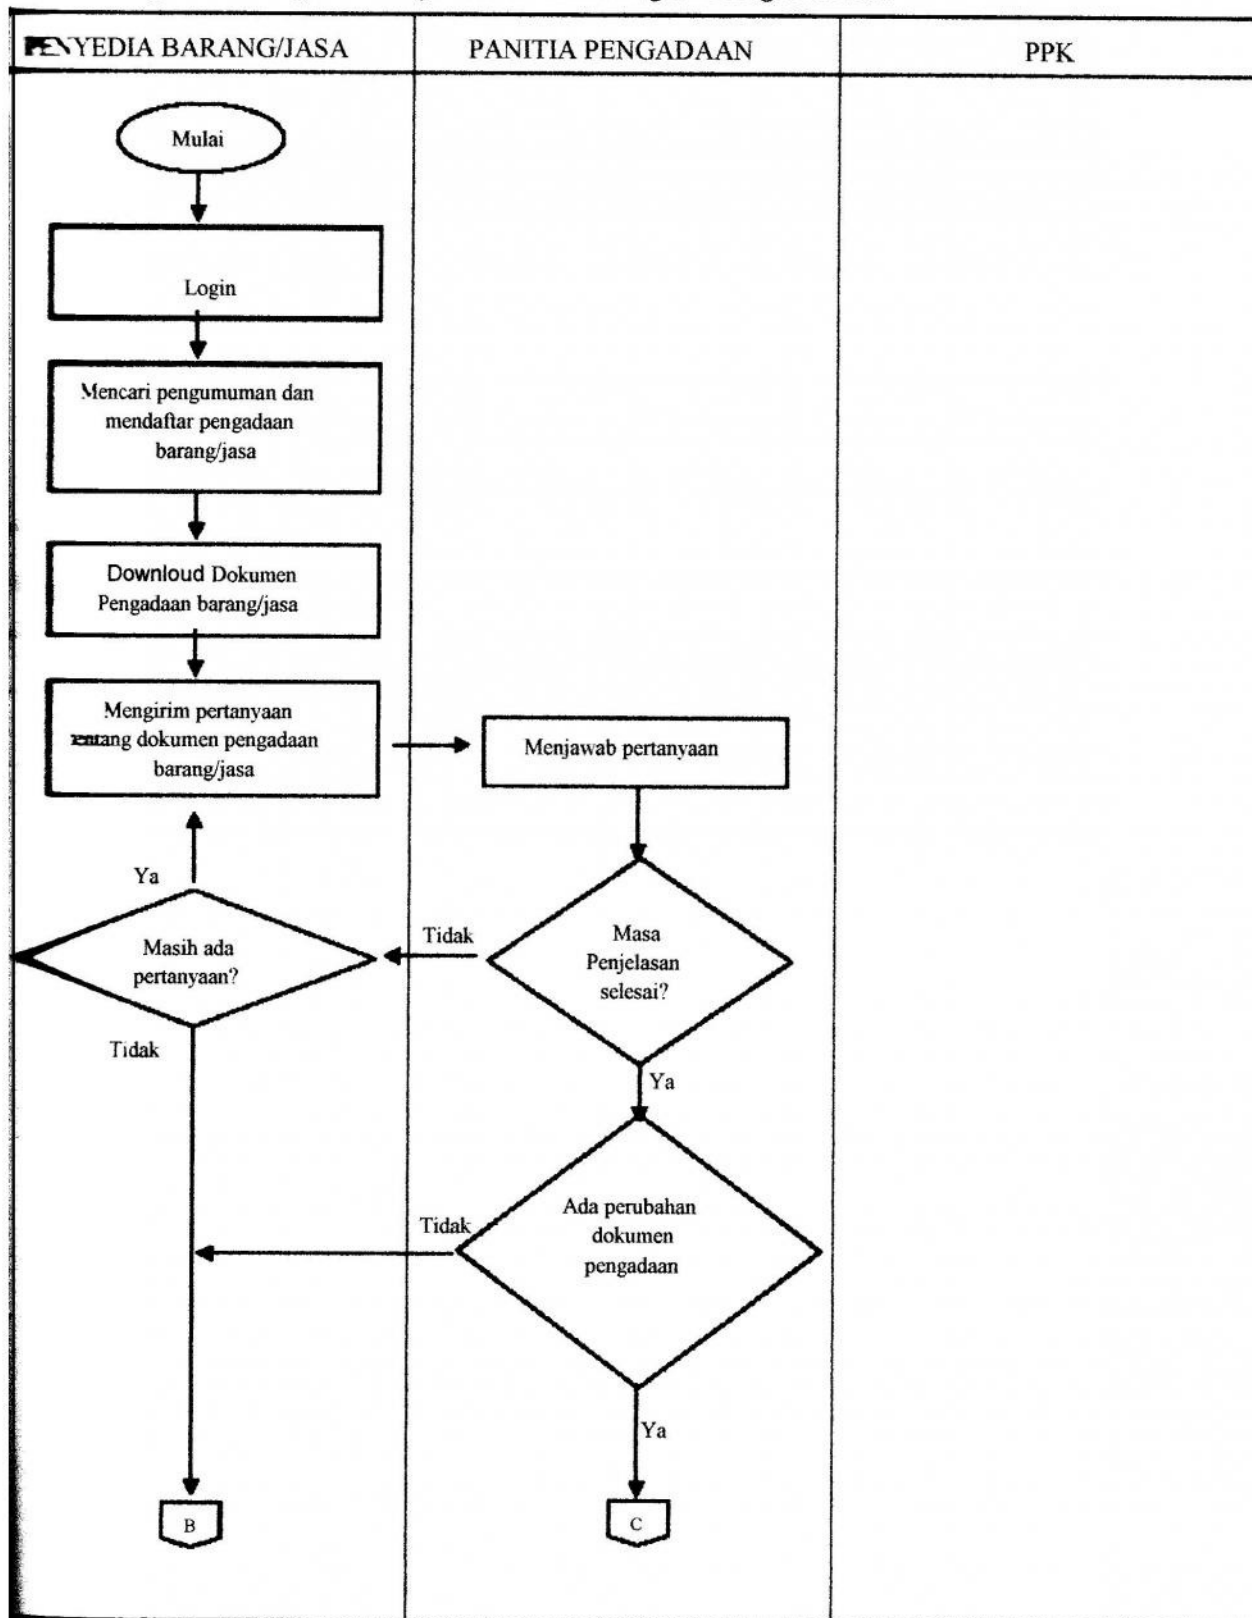 PENYEDIA BARANG/JASA
PANITIA PENGADAAN
PPK
Mulai
Login
Mencari pengumuman dan
mendaftar pengadaan
barang/jasa
Downloud Dokumen
Pengadaan barang/jasa
Mengirim pertanyaan
tentang dokumen pengadaan
barang/jasa
Menjawab pertanyaan
Ya
Masih ada
pertanyaan?
Tidak
Masa
Penjelasan
selesai?
Tidak
Ya
Ada perubahan
dokumen
pengadaan
Tidak
Ya
B
C